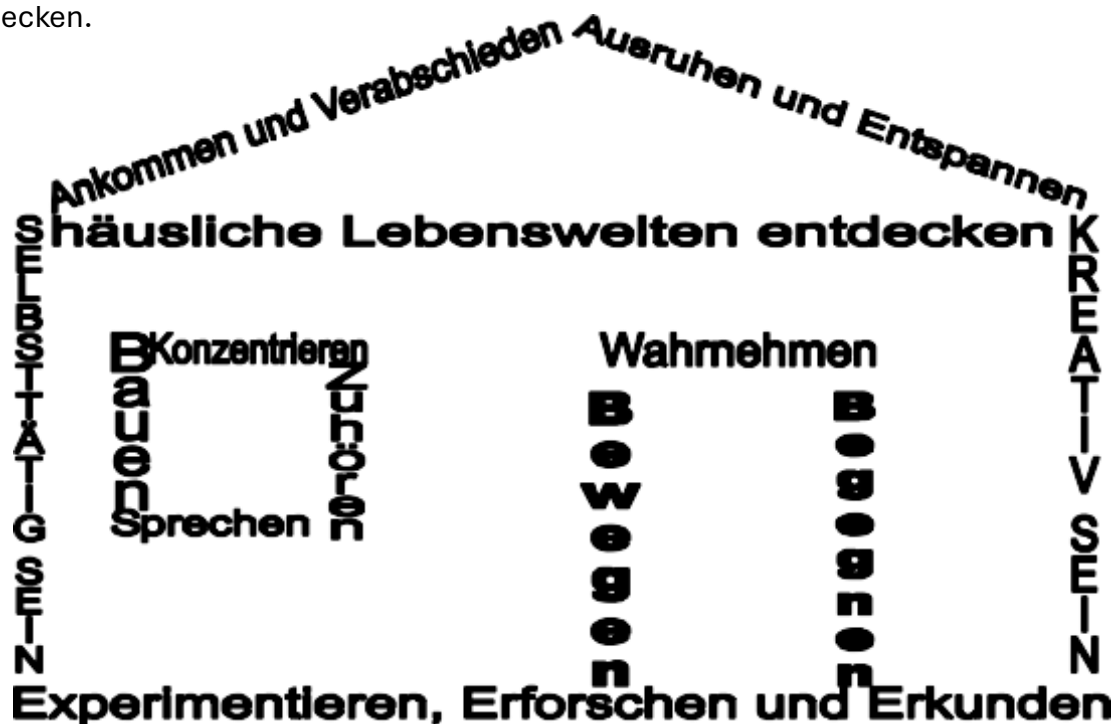 ecken.
Ankommen und Verabschieden
Ausruhen und Entspannen
SELBSTTÄTIG SEIN
häusliche Lebenswelten entdecken
KREATIV SEIN
Bauen
Konzentrieren
Zuhören
Sprechen
Wahrnehmen
Bewegen
Begegnen
Experimentieren, Erforschen und Erkunden